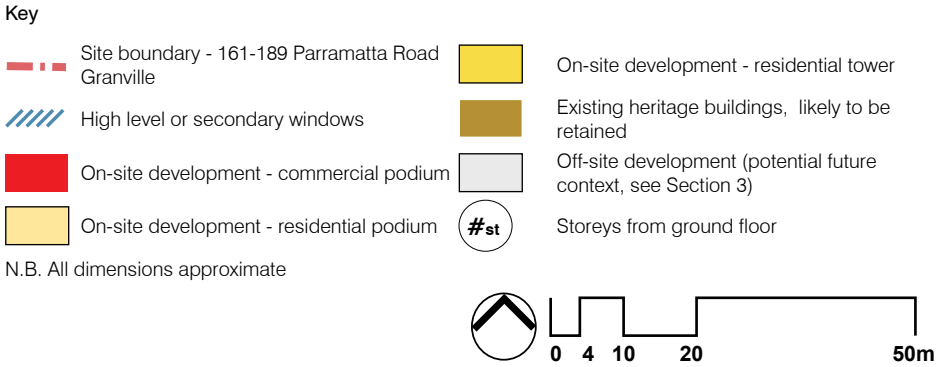 Key
Site boundary - 161-189 Parramatta Road
Granville
High level or secondary windows
On-site development - commercial podium
On-site development - residential podium
On-site development - residential tower
Existing heritage buildings, likely to be
retained
Off-site development (potential future
context, see Section 3)
#st
Storeys from ground floor
N.B. All dimensions approximate
0 4 10 20 50m